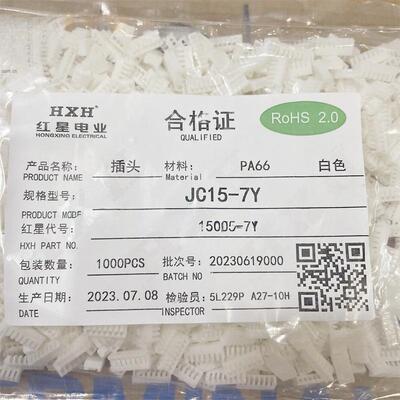 HXH
红星电业
HONGXING ELECTRICAL
合格证
QUALIFIED
RoHS 2.0
产品名称: 插头 材料: PA66 白色
PRODUCT NAME Material
规格型号: JC15-7Y
PRODUCT MODE
红星代号: 15005-7Y
HXH PART NO.
包装数量: 1000PCS 批次号: 20230619000
QUANTITY BATCH NO
生产日期: 2023.07.08 检验员: 5L229P A27-10H
DATE INSPECTOR